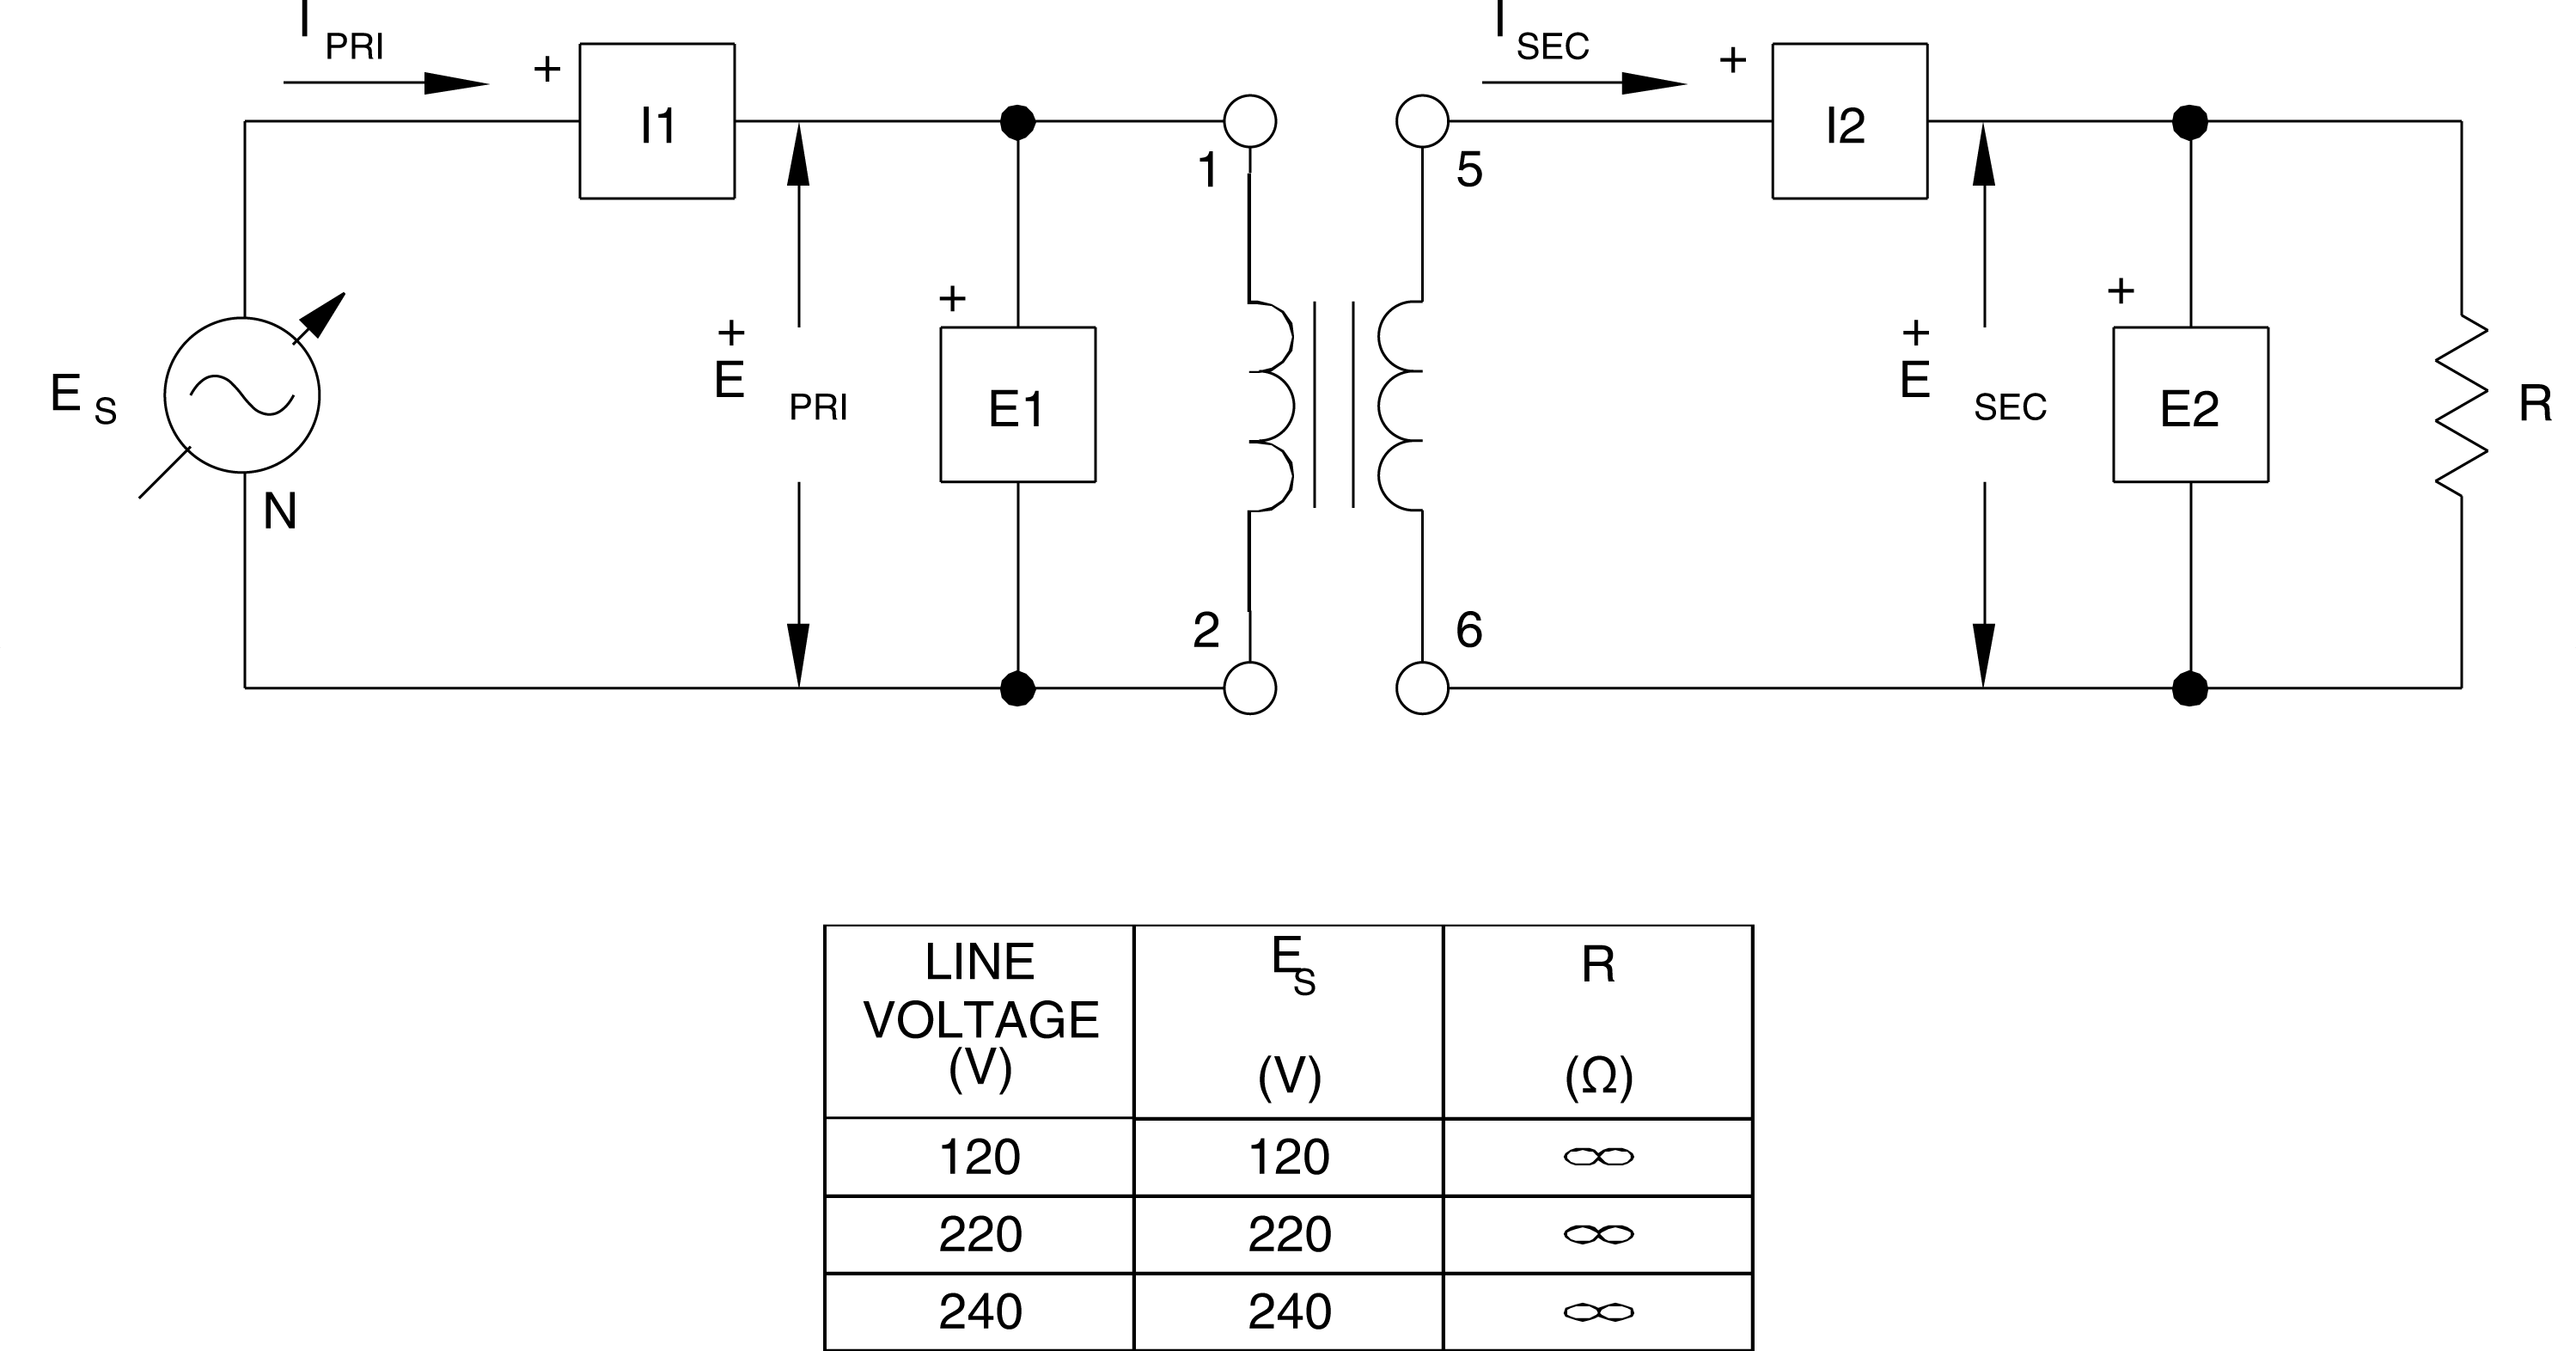 I PRI
+
I1
I SEC
+
I2
1
5
+
+
E PRI
E1
+
+
E SEC
E2
R
E S
N
2
6
LINE VOLTAGE (V)
E S (V)
R (Ω)
120 120 ∞
220 220 ∞
240 240 ∞